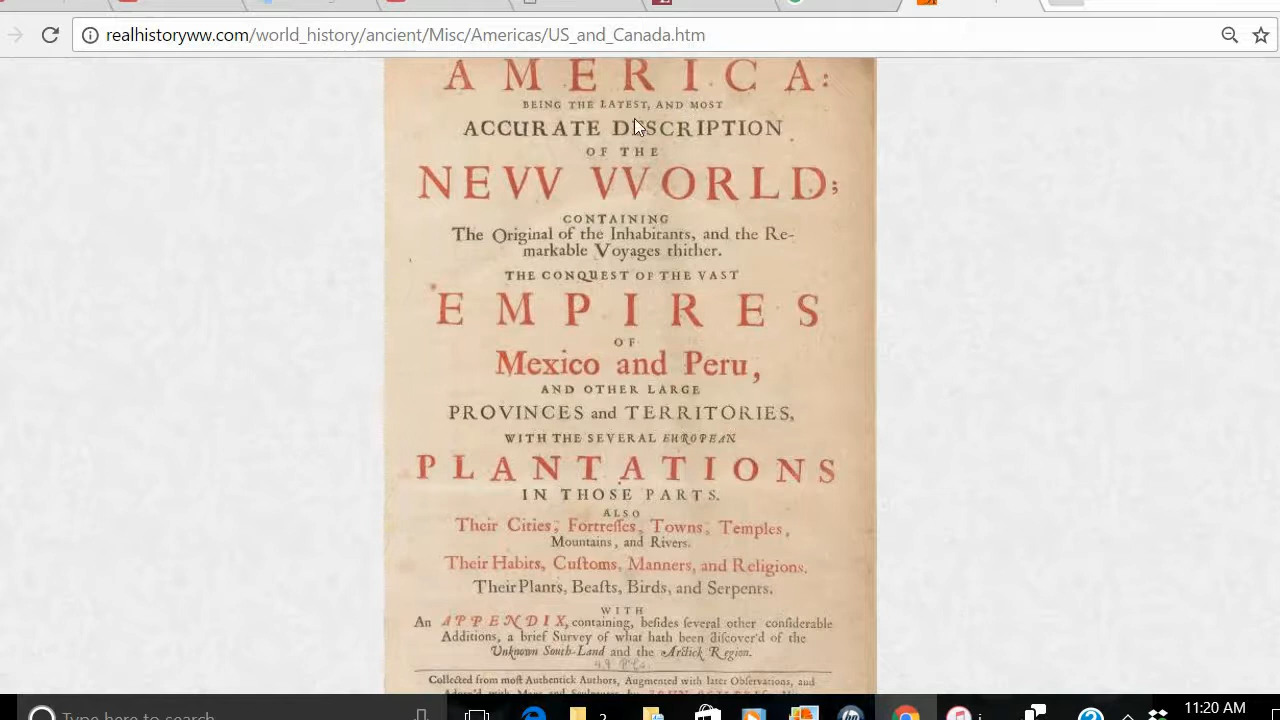 realhistoryww.com/world_history/ancient/Misc/Americas/US_and_Canada.htm
AMERICA:
BEING THE LATEST, AND MOST
ACCURATE DESCRIPTION
OF THE
NEVV VVORLD;
CONTAINING
The Original of the Inhabitants, and the Re-
markable Voyages thither.
THE CONQUEST OF THE VAST
EMPIRES
OF
Mexico and Peru,
AND OTHER LARGE
PROVINCES and TERRITORIES,
WITH THE SEVERAL EUROPEAN
PLANTATIONS
IN THOSE PARTS.
ALSO
Their Cities, Fortreſſes, Towns, Temples,
Mountains, and Rivers.
Their Habits, Cuſtoms, Manners, and Religions.
Their Plants, Beaſts, Birds, and Serpents.
WITH
An APPENDIX, containing, beſides ſeveral other conſiderable
Additions, a brief Survey of what hath been diſcover'd of the
Unknown South-Land and the Arctick Region.
Collected from moſt Authentick Authors, Augmented with later Obſervations, and
Type here to search
11:20 AM